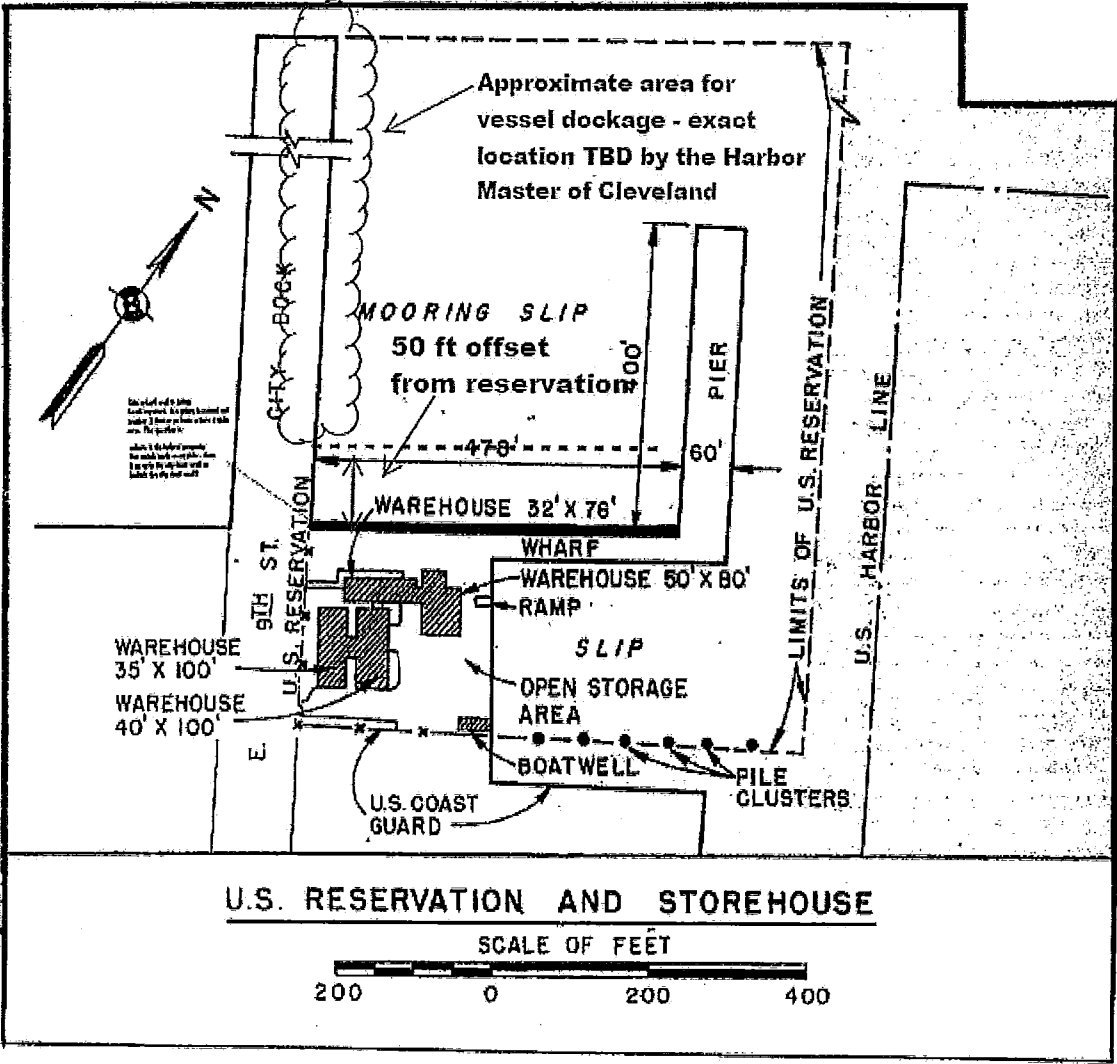 Approximate area for
vessel dockage - exact
location TBD by the Harbor
Master of Cleveland
N
CITY DOCK
MOORING SLIP
50 ft offset
from reservation
00'
PIER
478'
60'
LIMITS OF U.S. RESERVATION
U.S. HARBOR LINE
WAREHOUSE 32' X 76'
WHARF
WAREHOUSE 50' X 80'
RAMP
SLIP
E. 9TH ST.
U.S. RESERVATION
WAREHOUSE
35' X 100'
WAREHOUSE
40' X 100'
OPEN STORAGE
AREA
BOATWELL
PILE
CLUSTERS
U.S. COAST
GUARD
U.S. RESERVATION AND STOREHOUSE
SCALE OF FEET
200 0 200 400